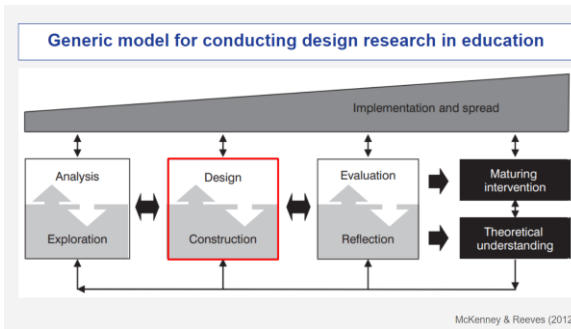 Generic model for conducting design research in education
Implementation and spread
Analysis
Exploration
Design
Construction
Evaluation
Reflection
Maturing
intervention
Theoretical
understanding
McKenney & Reeves (2012